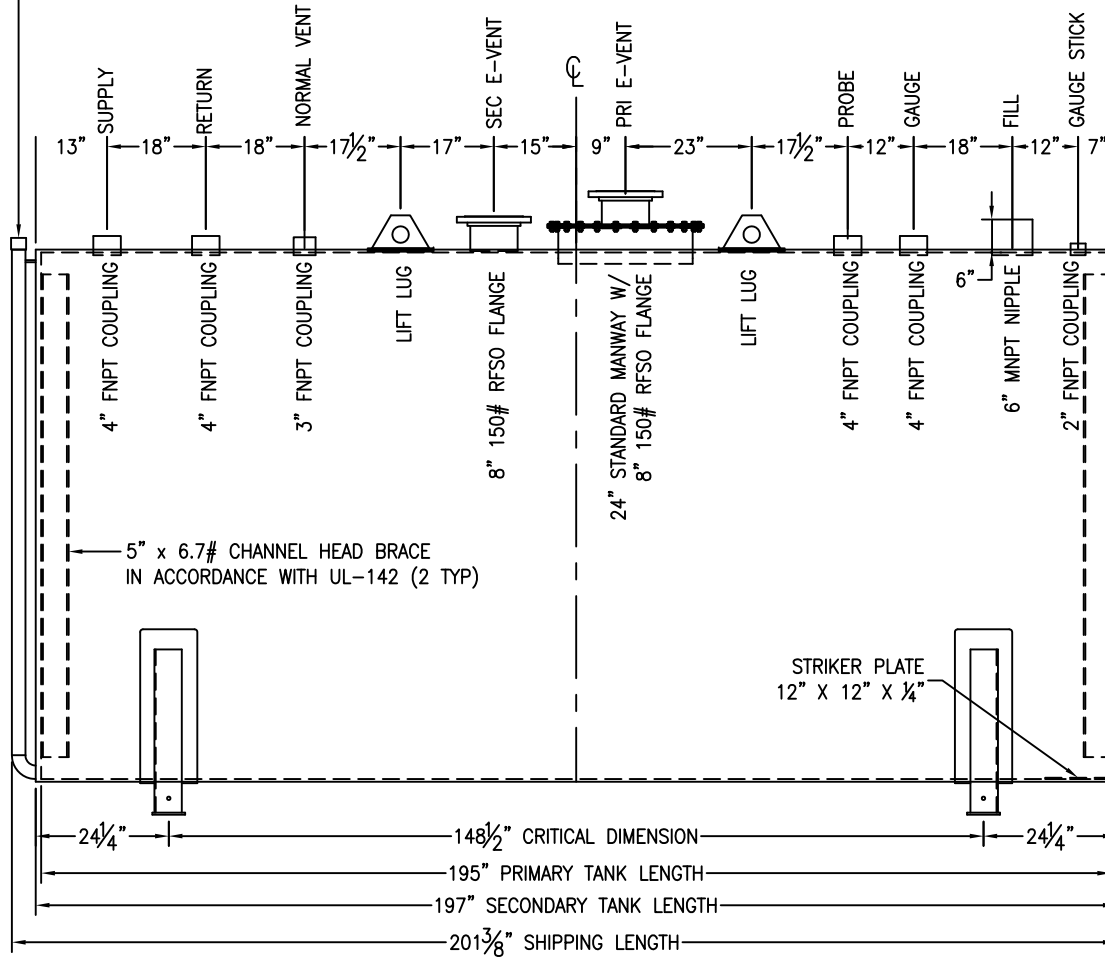 SUPPLY
RETURN
NORMAL VENT
SEC E-VENT
℄
PRI E-VENT
PROBE
GAUGE
FILL
GAUGE STICK
13"
18"
18"
17½"
17"
15"
9"
23"
17½"
12"
18"
12"
7"
6"
4" FNPT COUPLING
4" FNPT COUPLING
3" FNPT COUPLING
LIFT LUG
8" 150# RFSO FLANGE
24" STANDARD MANWAY W/
8" 150# RFSO FLANGE
LIFT LUG
4" FNPT COUPLING
4" FNPT COUPLING
6" MNPT NIPPLE
2" FNPT COUPLING
5" x 6.7# CHANNEL HEAD BRACE
IN ACCORDANCE WITH UL-142 (2 TYP)
STRIKER PLATE
12" X 12" X ¼"
24¼"
148½" CRITICAL DIMENSION
24¼"
195" PRIMARY TANK LENGTH
197" SECONDARY TANK LENGTH
201⅜" SHIPPING LENGTH